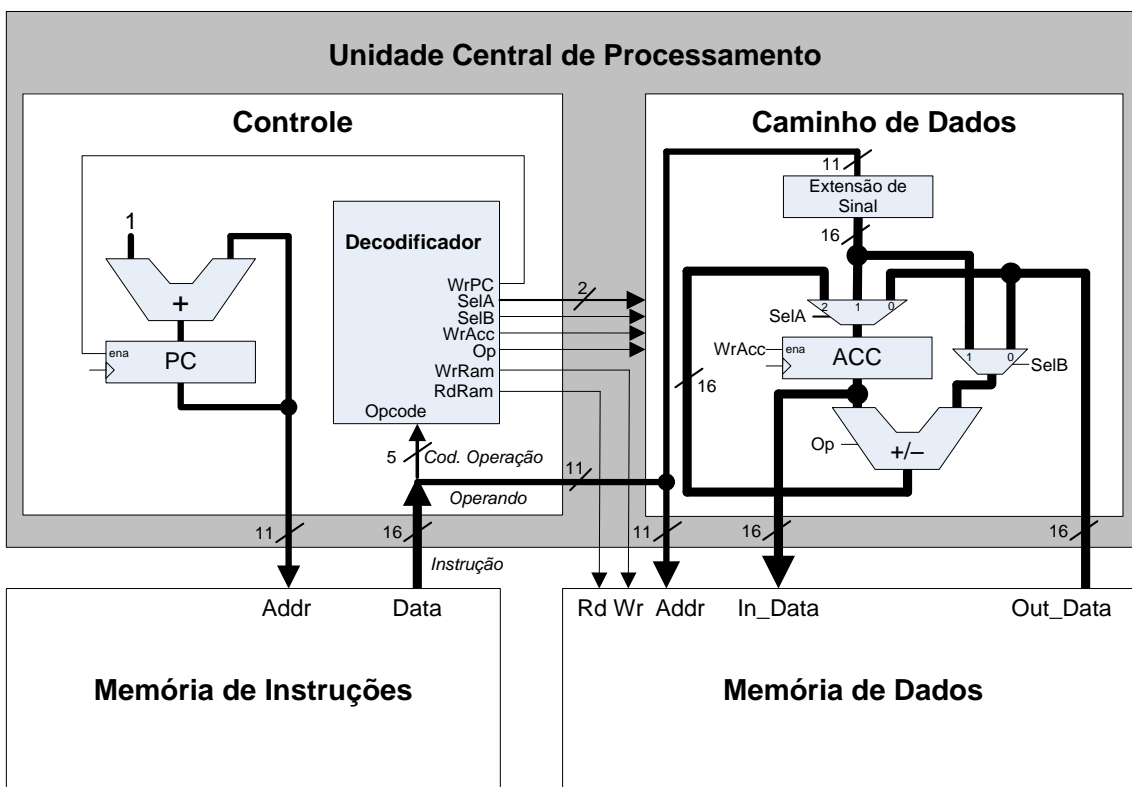 Unidade Central de Processamento
Controle
1
+
ena
PC
Decodificador
WrPC
SelA
SelB
WrAcc
Op
WrRam
RdRam
Opcode
2
5
Cod. Operação
Operando
11
11
16
Instrução
Caminho de Dados
11
Extensão de
Sinal
16
2
1
0
SelA
WrAcc
ena
ACC
1
0
SelB
16
Op
+/–
11
16
16
Addr
Data
Memória de Instruções
Rd
Wr
Addr
In_Data
Out_Data
Memória de Dados